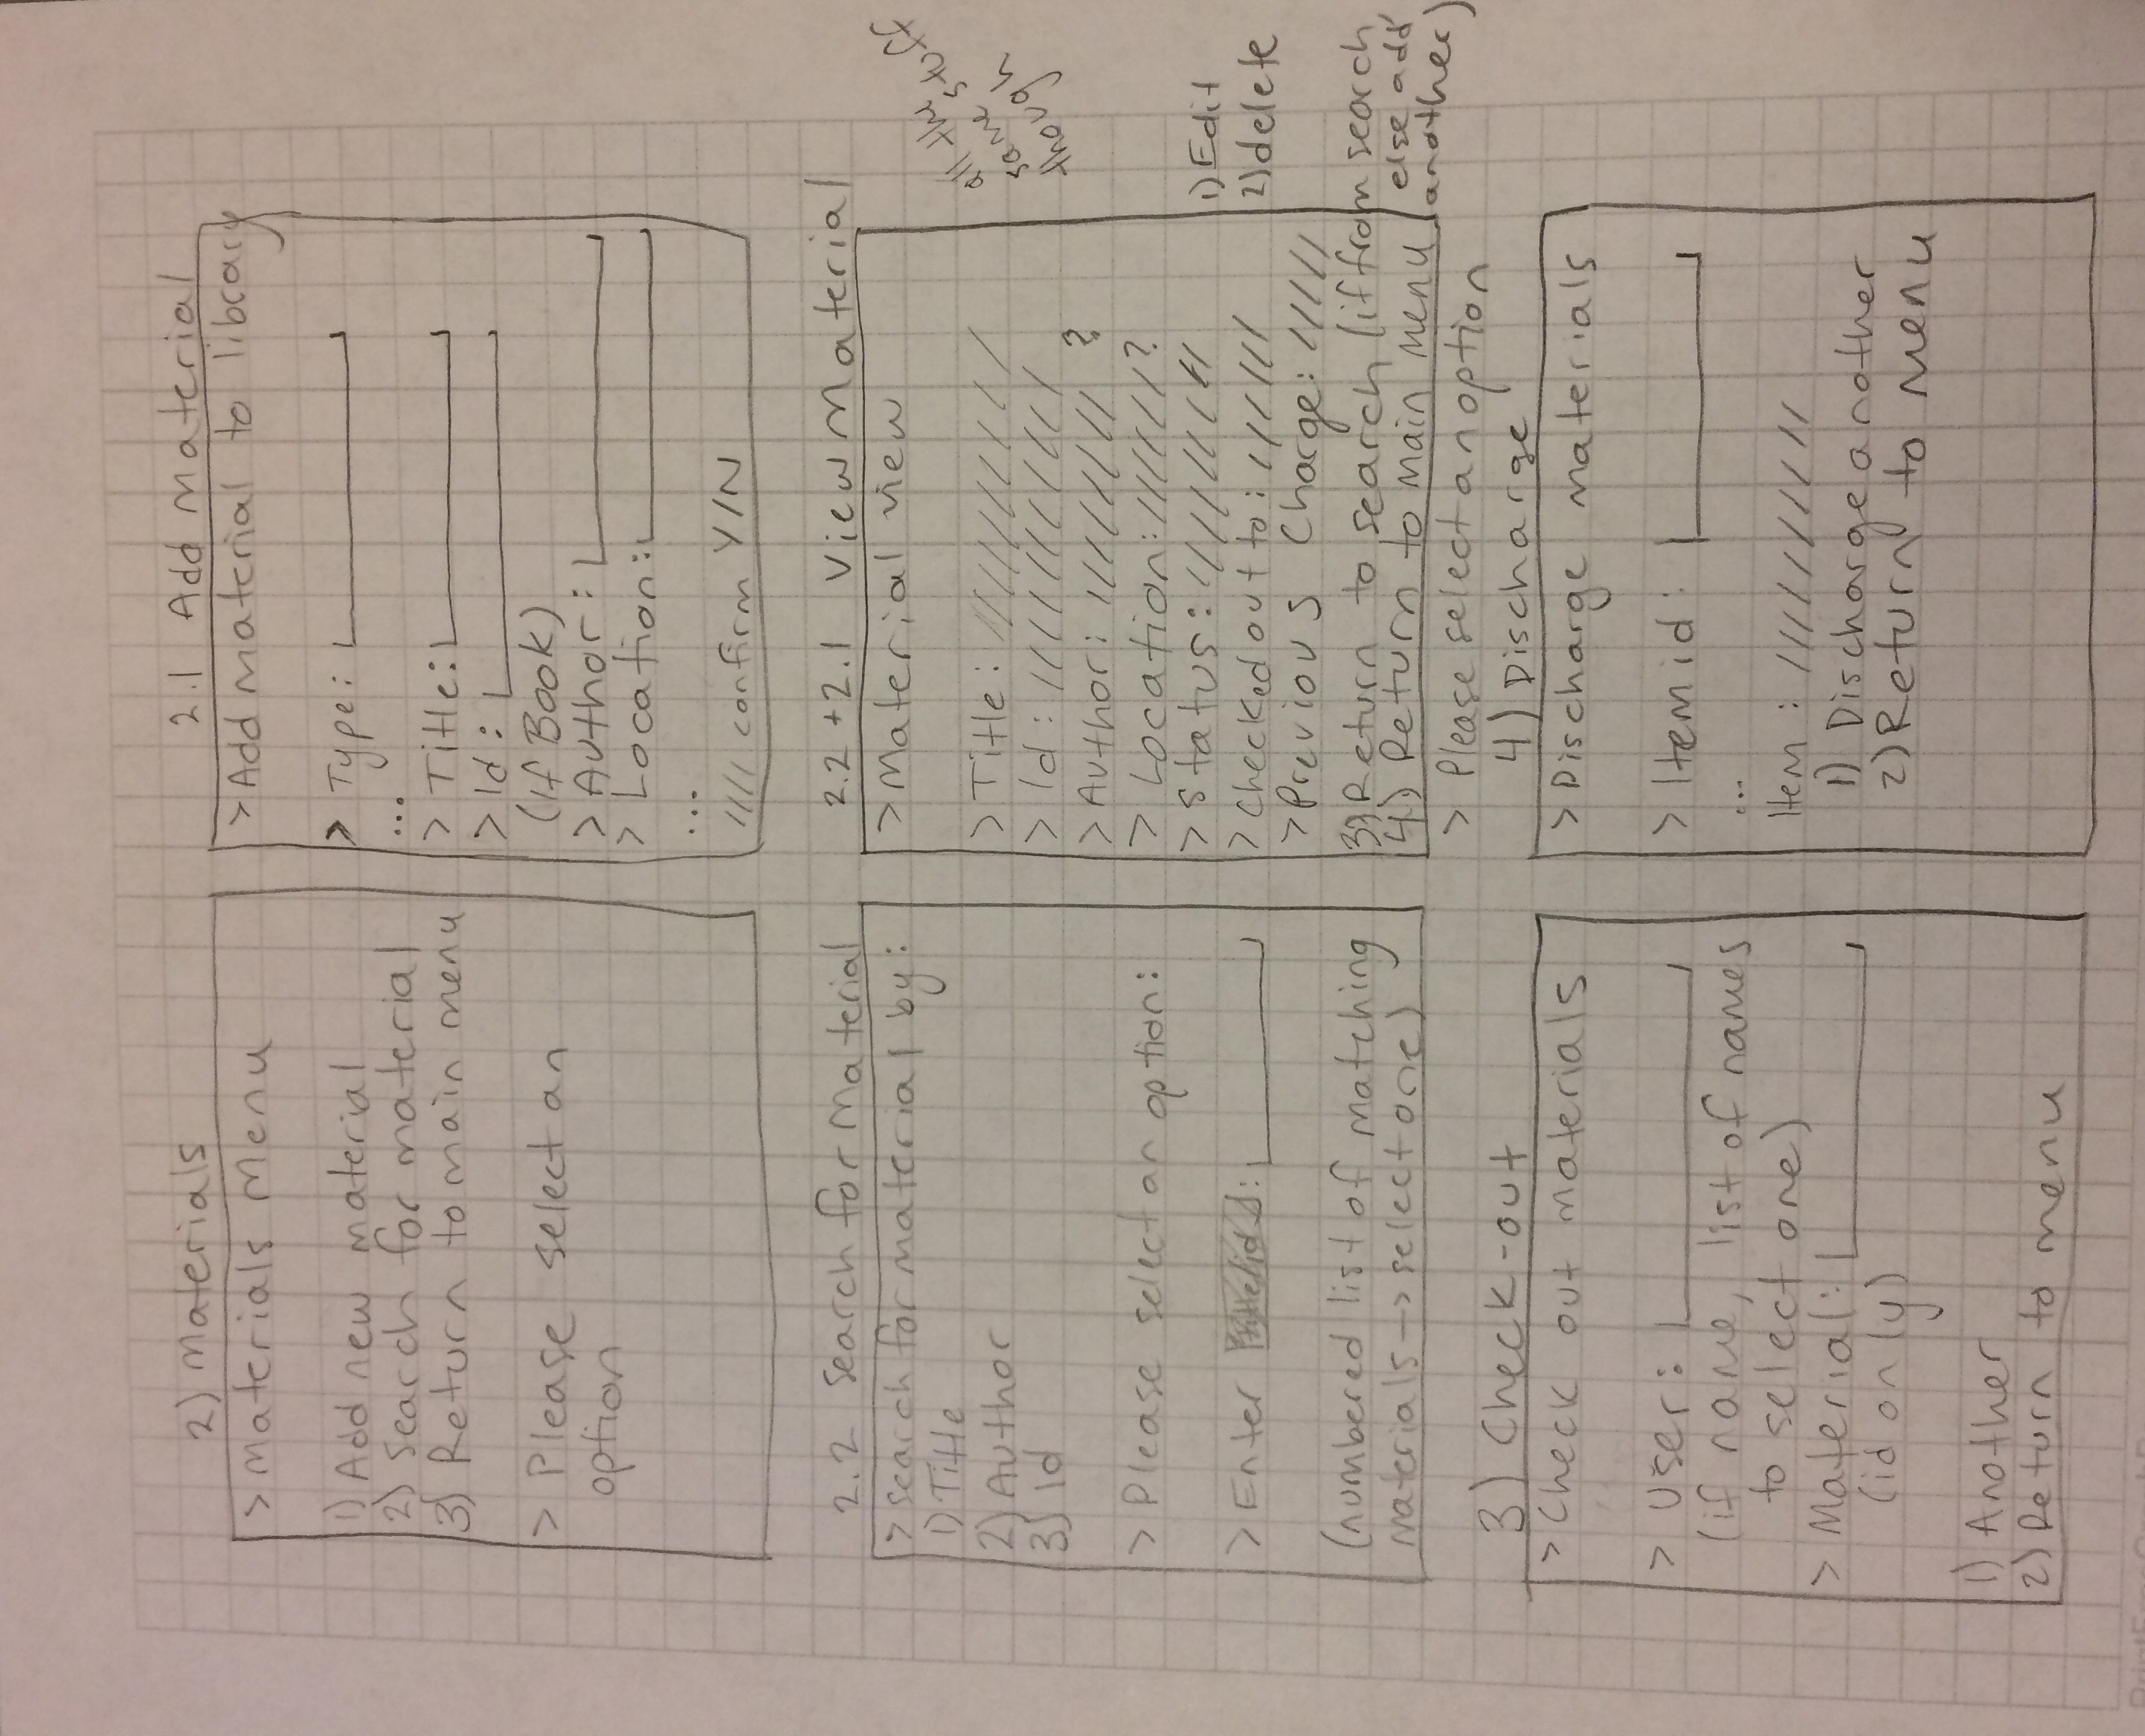 2) Materials
>Materials Menu
1) Add new material
2) Search for material
3) Return to main menu
> Please select an
option
2.1 Add Material
>Add material to library
> Type:
...
> Title:
> Id:
(if Book)
> Author:
> Location:
...
//// confirm Y/N
2.2 Search for Material
>search for material by:
1) Title
2) Author
3) Id
> Please select an option:
>Enter :
(numbered list of matching
materials -> select one)
2.2 + 2.1 View Material
>Material view
>Title: //////////
> Id: ////////////
>Author: //////// ?
> Location: ///////?
>Status: /////////
>Checked out to: //////
>Previous Charge: /////
3) Return to search (if from search,
else add
another)
4) Return to main menu
> Please select an option
all the
same stuff
though
1) Edit
2) delete
3) Check-out
>Check out materials
> User:
(if name, list of names
to select one)
> Material:
(id only)
1) Another
2) Return to menu
4) Discharge
>Discharge materials
> Item id:
...
Item: //////////
1) Discharge another
2) Return to menu